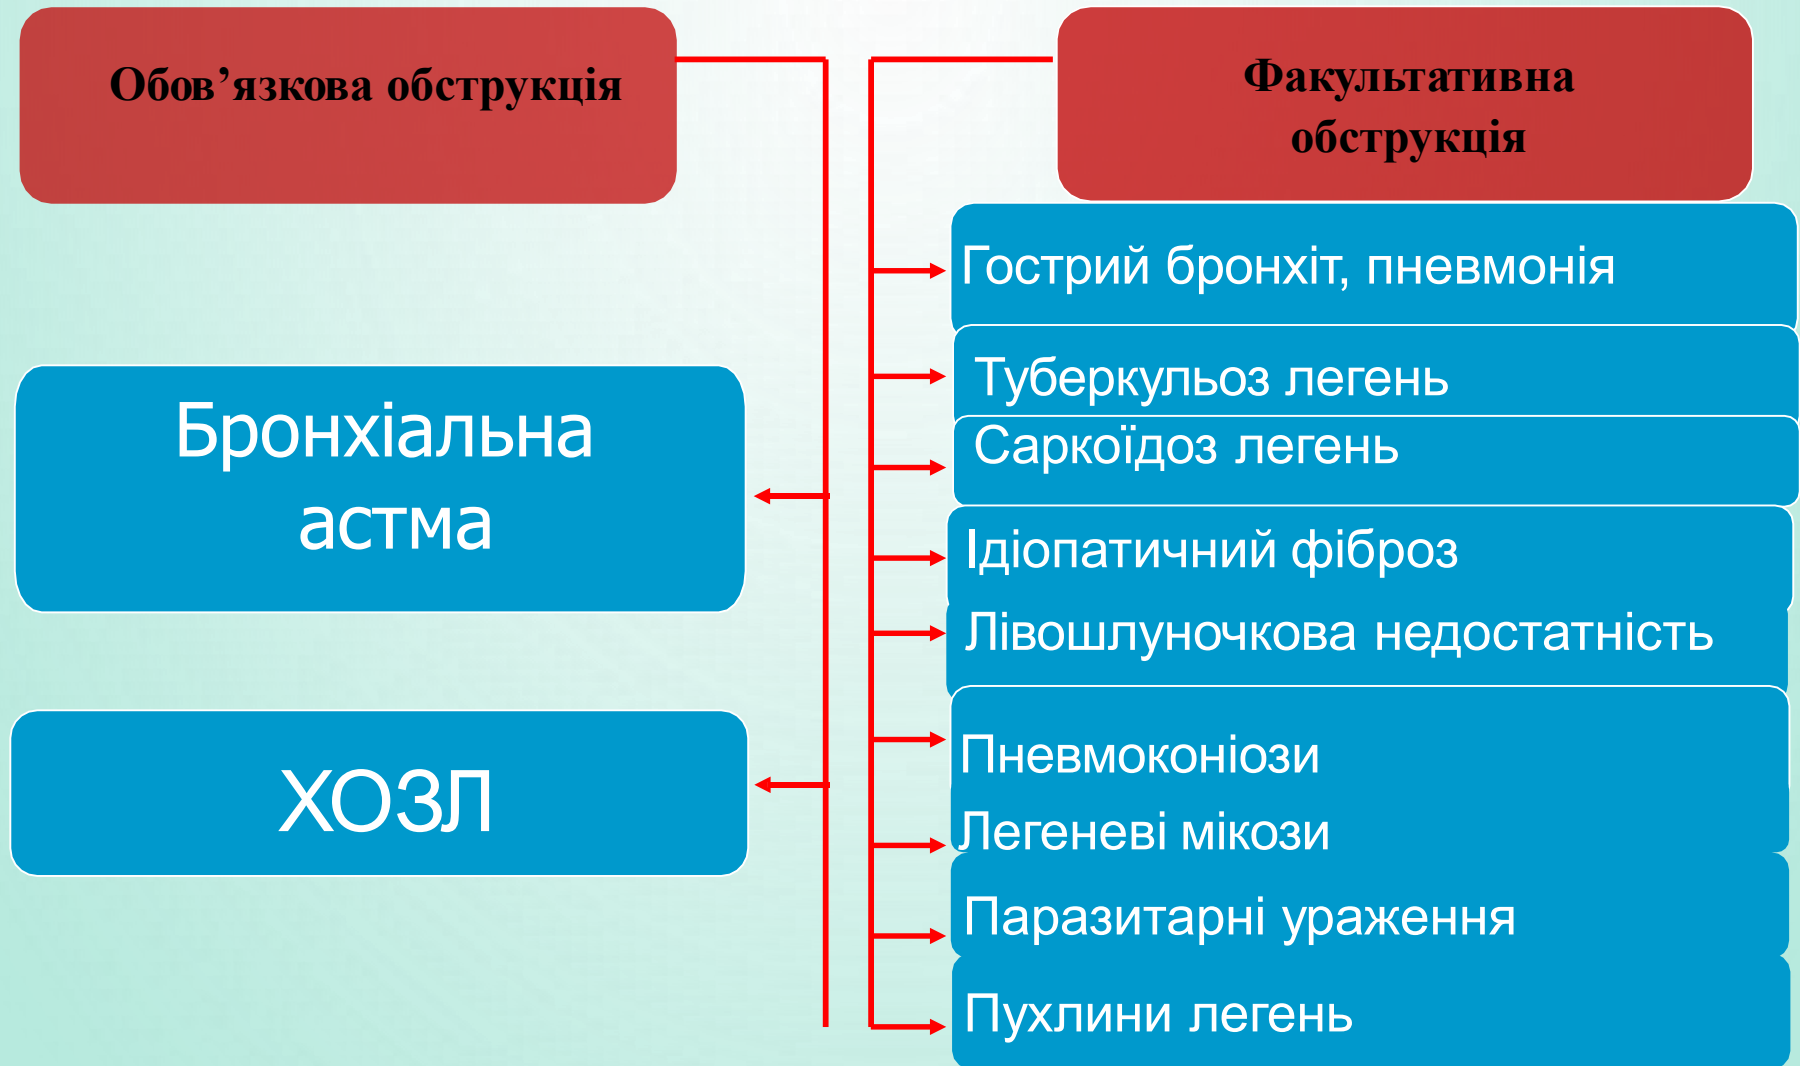 Обов’язкова обструкція
Бронхіальна
астма
ХОЗЛ
Факультативна
обструкція
Гострий бронхіт, пневмонія
Туберкульоз легень
Саркоїдоз легень
Ідіопатичний фіброз
Лівошлуночкова недостатність
Пневмоконіози
Легеневі мікози
Паразитарні ураження
Пухлини легень